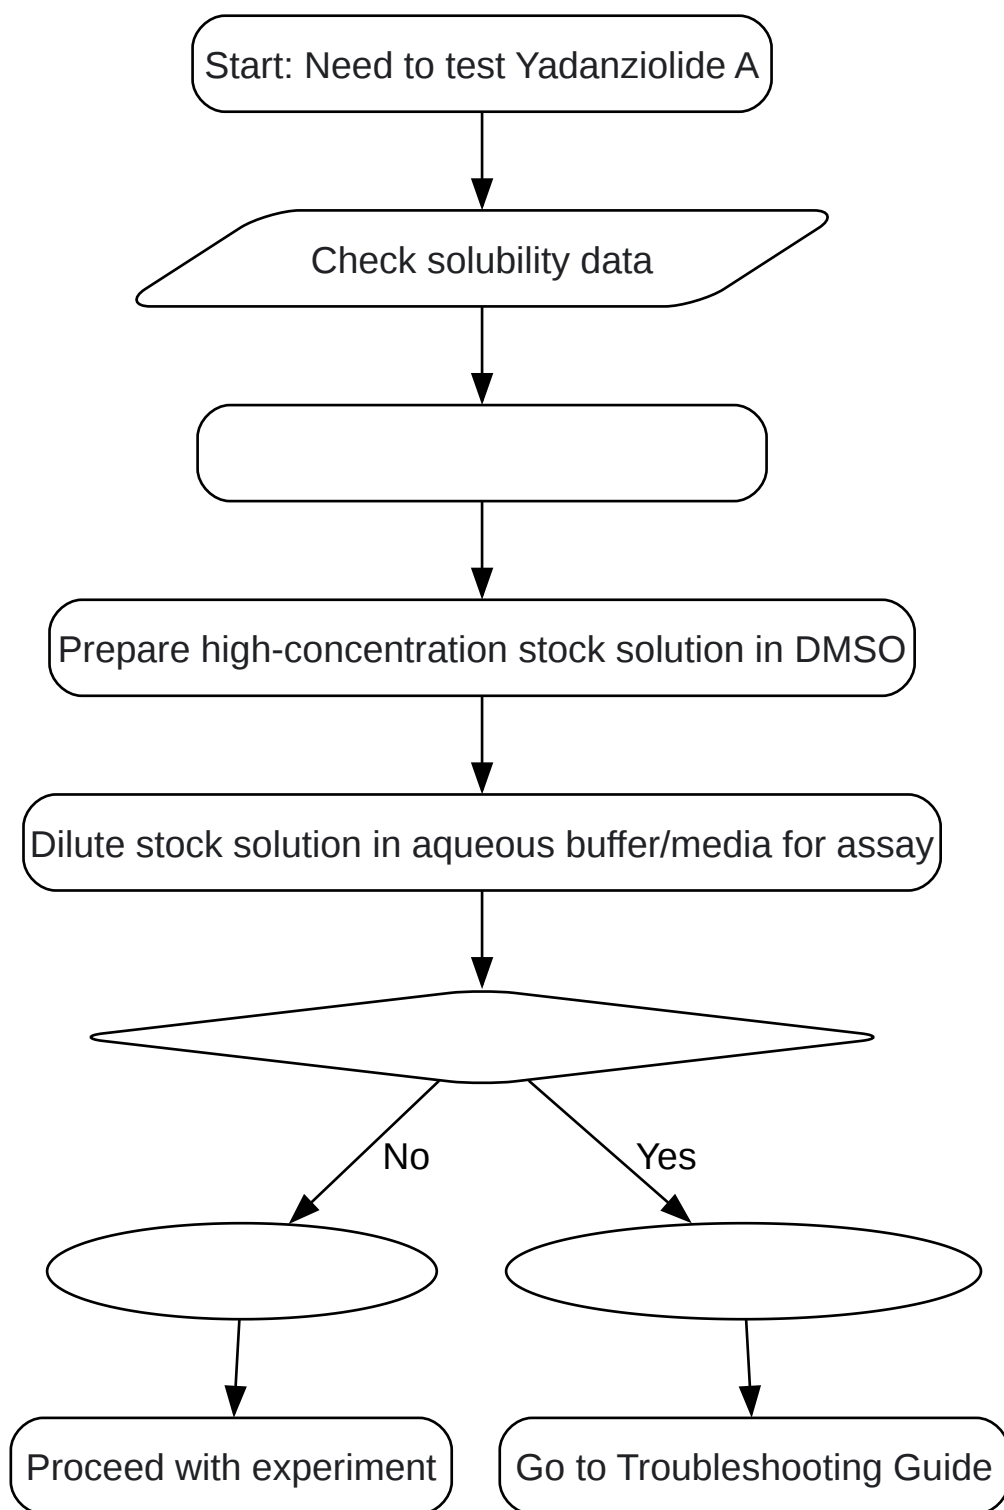 Start: Need to test Yadanziolide A
Check solubility data
Prepare high-concentration stock solution in DMSO
Dilute stock solution in aqueous buffer/media for assay
No
Yes
Proceed with experiment
Go to Troubleshooting Guide